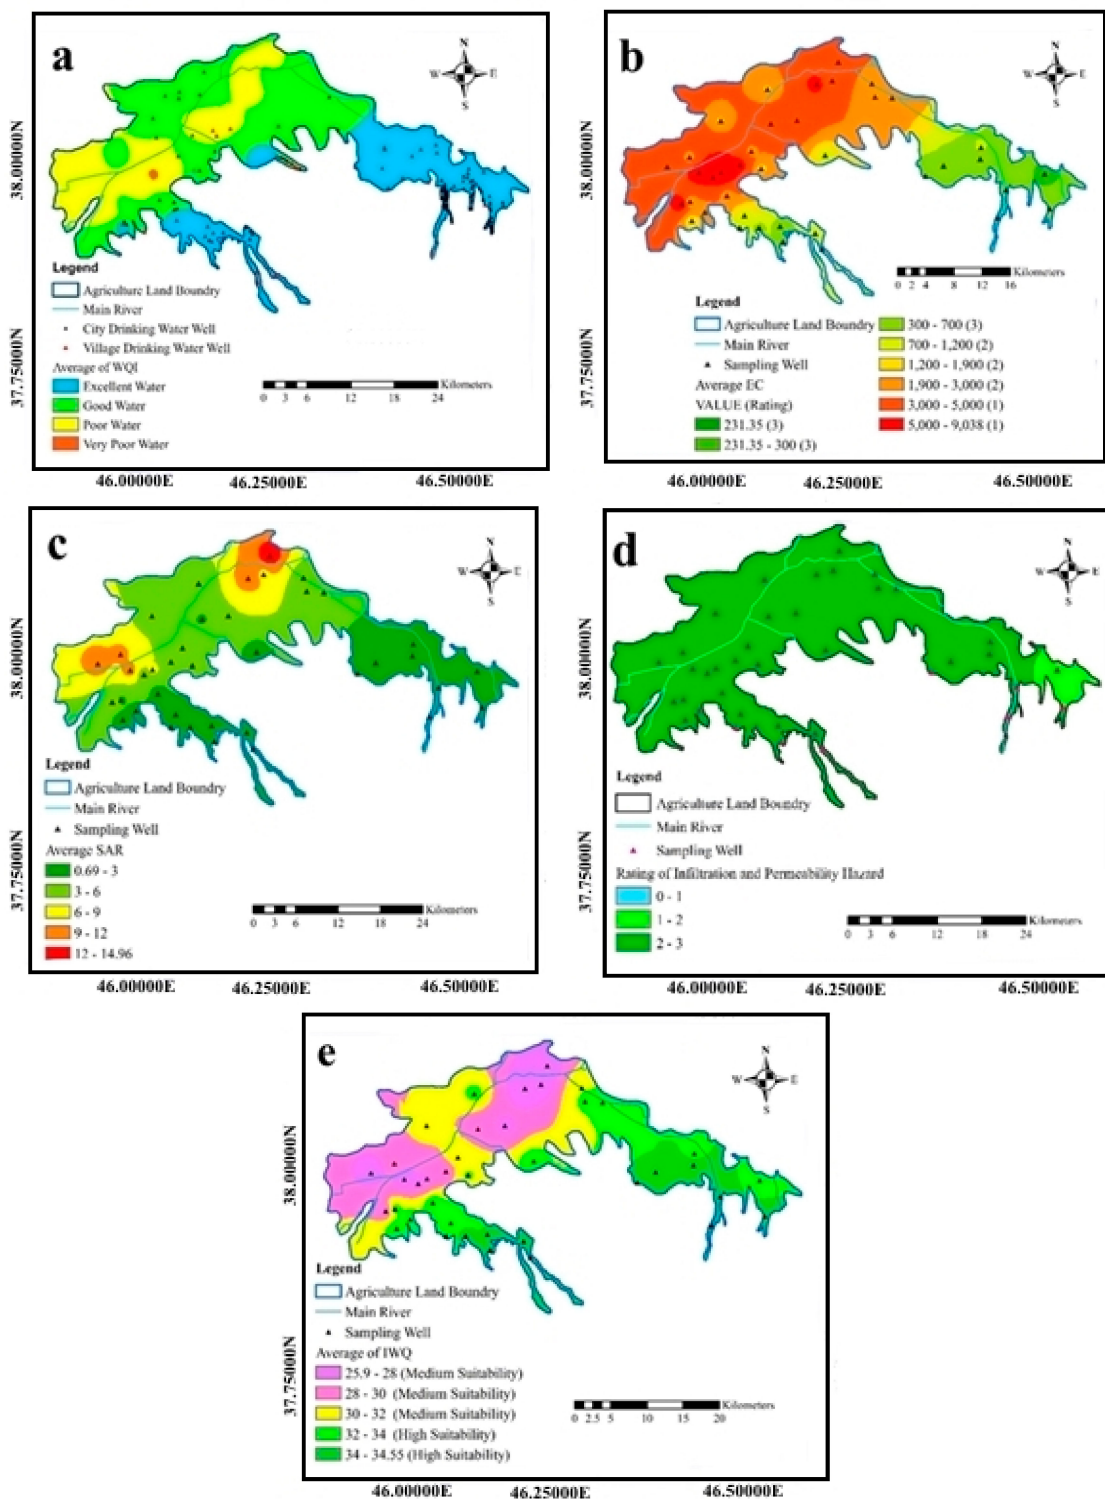 a
N
W E
S
38.00000N
37.75000N
Legend
Agriculture Land Boundry
Main River
City Drinking Water Well
Village Drinking Water Well
Average of WQI
Excellent Water
Good Water
Poor Water
Very Poor Water
Kilometers
0 3 6 12 18 24
46.00000E 46.25000E 46.50000E
b
N
W E
S
38.00000N
37.75000N
Kilometers
0 2 4 8 12 16
Legend
Agriculture Land Boundry
Main River
Sampling Well
Average EC
VALUE (Rating)
231.35 (3)
231.35 - 300 (3)
300 - 700 (3)
700 - 1,200 (2)
1,200 - 1,900 (2)
1,900 - 3,000 (2)
3,000 - 5,000 (1)
5,000 - 9,038 (1)
46.00000E 46.25000E 46.50000E
c
N
W E
S
38.00000N
37.75000N
Legend
Agriculture Land Boundry
Main River
Sampling Well
Average SAR
0.69 - 3
3 - 6
6 - 9
9 - 12
12 - 14.96
Kilometers
0 3 6 12 18 24
46.00000E 46.25000E 46.50000E
d
N
W E
S
38.00000N
37.75000N
Legend
Agriculture Land Boundry
Main River
Sampling Well
Rating of Infiltration and Permeability Hazard
0 - 1
1 - 2
2 - 3
Kilometers
0 3 6 12 18 24
46.00000E 46.25000E 46.50000E
e
N
W E
S
38.00000N
37.75000N
Legend
Agriculture Land Boundry
Main River
Sampling Well
Average of IWQ
25.9 - 28 (Medium Suitability)
28 - 30 (Medium Suitability)
30 - 32 (Medium Suitability)
32 - 34 (High Suitability)
34 - 34.55 (High Suitability)
Kilometers
0 2.5 5 10 15 20
46.00000E 46.25000E 46.50000E